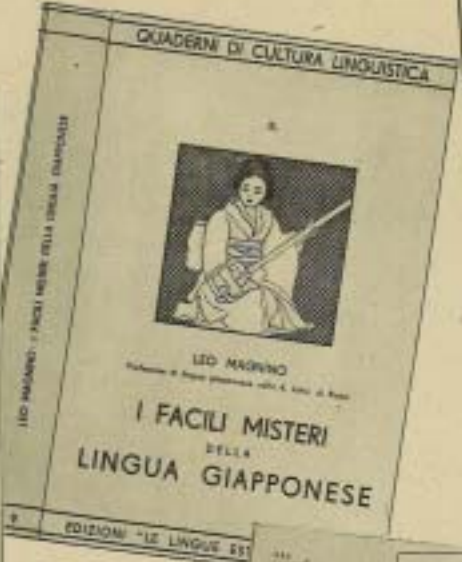 QUADERNI DI CULTURA LINGUISTICA
LEO MAGNINO
I FACILI MISTERI
DELLA
LINGUA GIAPPONESE
EDIZIONI "LE LINGUE EST
LEO MAGNINO - I FACILI MISTERI DELLA LINGUA GIAPPONESE